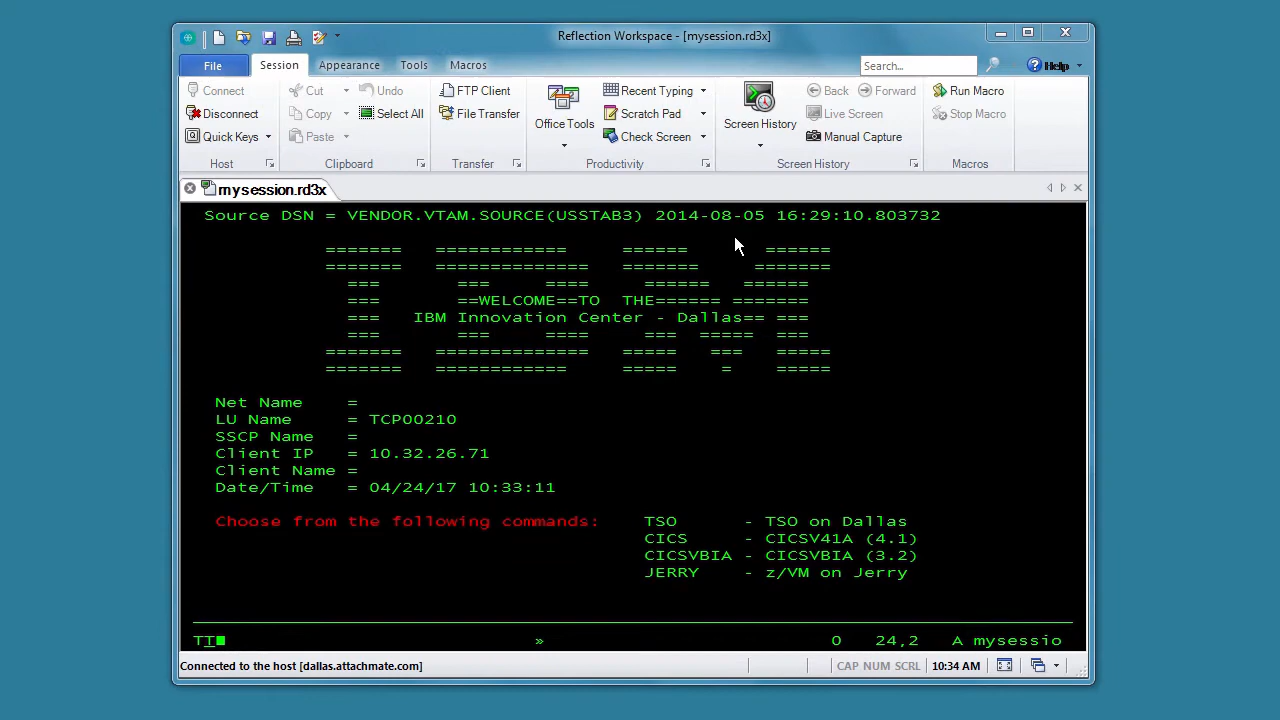 Reflection Workspace - [mysession.rd3x]
File Session Appearance Tools Macros Search... Help
Connect Cut Undo FTP Client Recent Typing Back Forward Run Macro
Disconnect Copy Select All File Transfer Office Tools Scratch Pad Screen History Live Screen Stop Macro
Quick Keys Paste Check Screen Manual Capture
Host Clipboard Transfer Productivity Screen History Macros
mysession.rd3x
Source DSN = VENDOR.VTAM.SOURCE(USSTAB3) 2014-08-05 16:29:10.803732
======= ============ ====== ======
======= ============== ======= =======
=== === ==== ====== ======
=== ==WELCOME==TO THE====== =======
=== IBM Innovation Center - Dallas== ===
=== === ==== === ===== ===
======= ============== ===== === =====
======= ============ ===== = =====
Net Name =
LU Name = TCP00210
SSCP Name =
Client IP = 10.32.26.71
Client Name =
Date/Time = 04/24/17 10:33:11
Choose from the following commands: TSO - TSO on Dallas
CICS - CICSV41A (4.1)
CICSVBIA - CICSVBIA (3.2)
JERRY - z/VM on Jerry
TT■ » 0 24,2 A mysessio
Connected to the host [dallas.attachmate.com] CAP NUM SCRL 10:34 AM